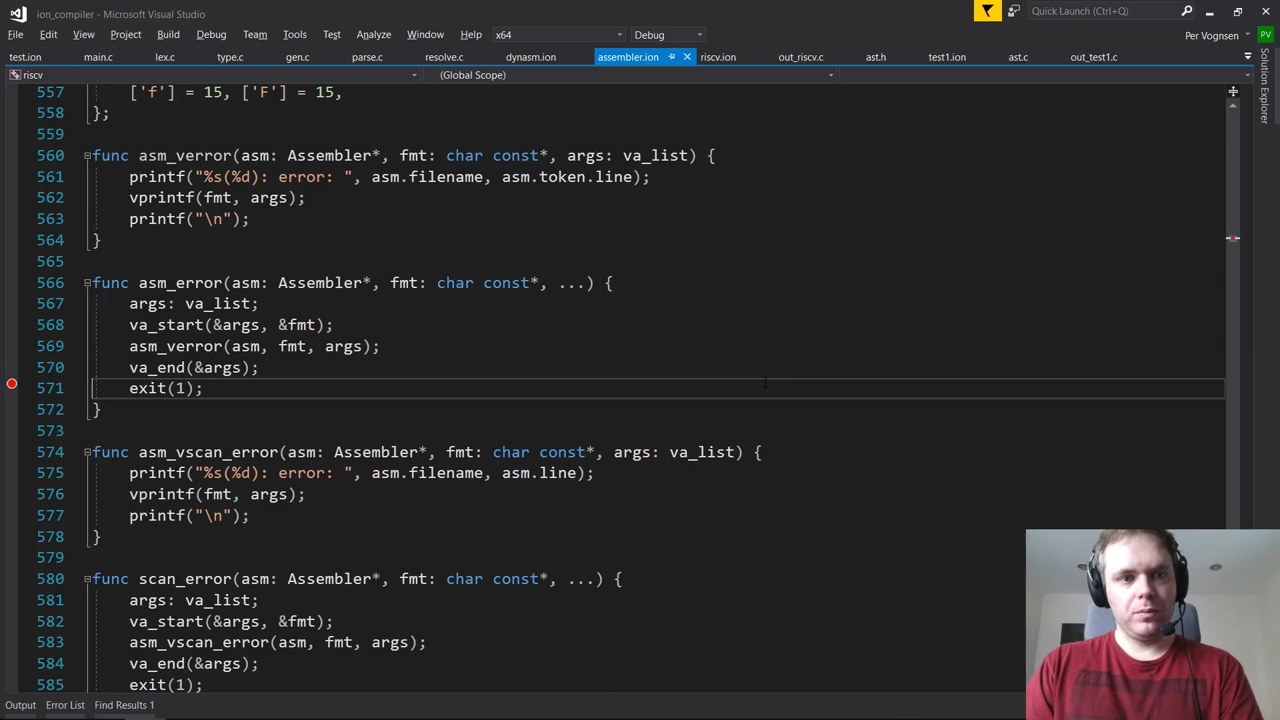 ion_compiler - Microsoft Visual Studio
Quick Launch (Ctrl+Q)
File Edit View Project Build Debug Team Tools Test Analyze Window Help x64 Debug Per Vognsen PV
test.ion main.c lex.c type.c gen.c parse.c resolve.c dynasm.ion assembler.ion riscv.ion out_riscv.c ast.h test1.ion ast.c out_test1.c
riscv (Global Scope)
Solution Explorer
557 ['f'] = 15, ['F'] = 15,
558 };
559
560 func asm_verror(asm: Assembler*, fmt: char const*, args: va_list) {
561 printf("%s(%d): error: ", asm.filename, asm.token.line);
562 vprintf(fmt, args);
563 printf("\n");
564 }
565
566 func asm_error(asm: Assembler*, fmt: char const*, ...) {
567 args: va_list;
568 va_start(&args, &fmt);
569 asm_verror(asm, fmt, args);
570 va_end(&args);
571 exit(1);
572 }
573
574 func asm_vscan_error(asm: Assembler*, fmt: char const*, args: va_list) {
575 printf("%s(%d): error: ", asm.filename, asm.line);
576 vprintf(fmt, args);
577 printf("\n");
578 }
579
580 func scan_error(asm: Assembler*, fmt: char const*, ...) {
581 args: va_list;
582 va_start(&args, &fmt);
583 asm_vscan_error(asm, fmt, args);
584 va_end(&args);
585 exit(1);
Output Error List Find Results 1